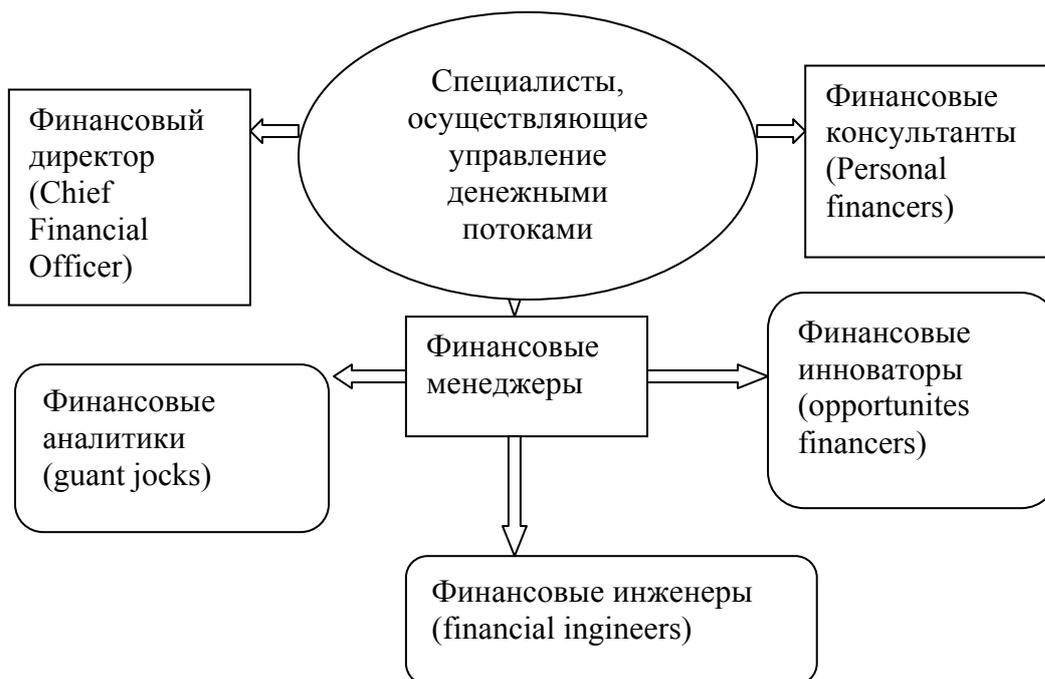 Специалисты,
осуществляющие
управление
денежными
потоками
Финансовый
директор
(Chief
Financial
Officer)
Финансовые
консультанты
(Personal
financers)
Финансовые
менеджеры
Финансовые
аналитики
(guant jocks)
Финансовые
инноваторы
(opportunites
financers)
Финансовые инженеры
(financial ingineers)